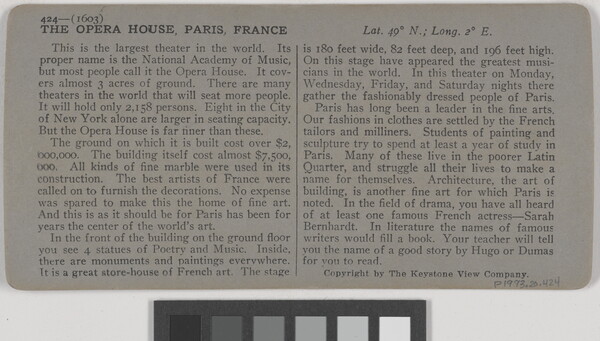 424—(1603)
THE OPERA HOUSE, PARIS, FRANCE
Lat. 49° N.; Long. 2° E.
This is the largest theater in the world. Its
proper name is the National Academy of Music,
but most people call it the Opera House. It cov-
ers almost 3 acres of ground. There are many
theaters in the world that will seat more people.
It will hold only 2,158 persons. Eight in the City
of New York alone are larger in seating capacity.
But the Opera House is far finer than these.
The ground on which it is built cost over $2,
000,000. The building itself cost almost $7,500,
000. All kinds of fine marble were used in its
construction. The best artists of France were
called on to furnish the decorations. No expense
was spared to make this the home of fine art.
And this is as it should be for Paris has been for
years the center of the world's art.
In the front of the building on the ground floor
you see 4 statues of Poetry and Music. Inside,
there are monuments and paintings everywhere.
It is a great store-house of French art. The stage
is 180 feet wide, 82 feet deep, and 196 feet high.
On this stage have appeared the greatest musi-
cians in the world. In this theater on Monday,
Wednesday, Friday, and Saturday nights there
gather the fashionably dressed people of Paris.
Paris has long been a leader in the fine arts.
Our fashions in clothes are settled by the French
tailors and milliners. Students of painting and
sculpture try to spend at least a year of study in
Paris. Many of these live in the poorer Latin
Quarter, and struggle all their lives to make a
name for themselves. Architecture, the art of
building, is another fine art for which Paris is
noted. In the field of drama, you have all heard
of at least one famous French actress—Sarah
Bernhardt. In literature the names of famous
writers would fill a book. Your teacher will tell
you the name of a good story by Hugo or Dumas
for you to read.
Copyright by The Keystone View Company.